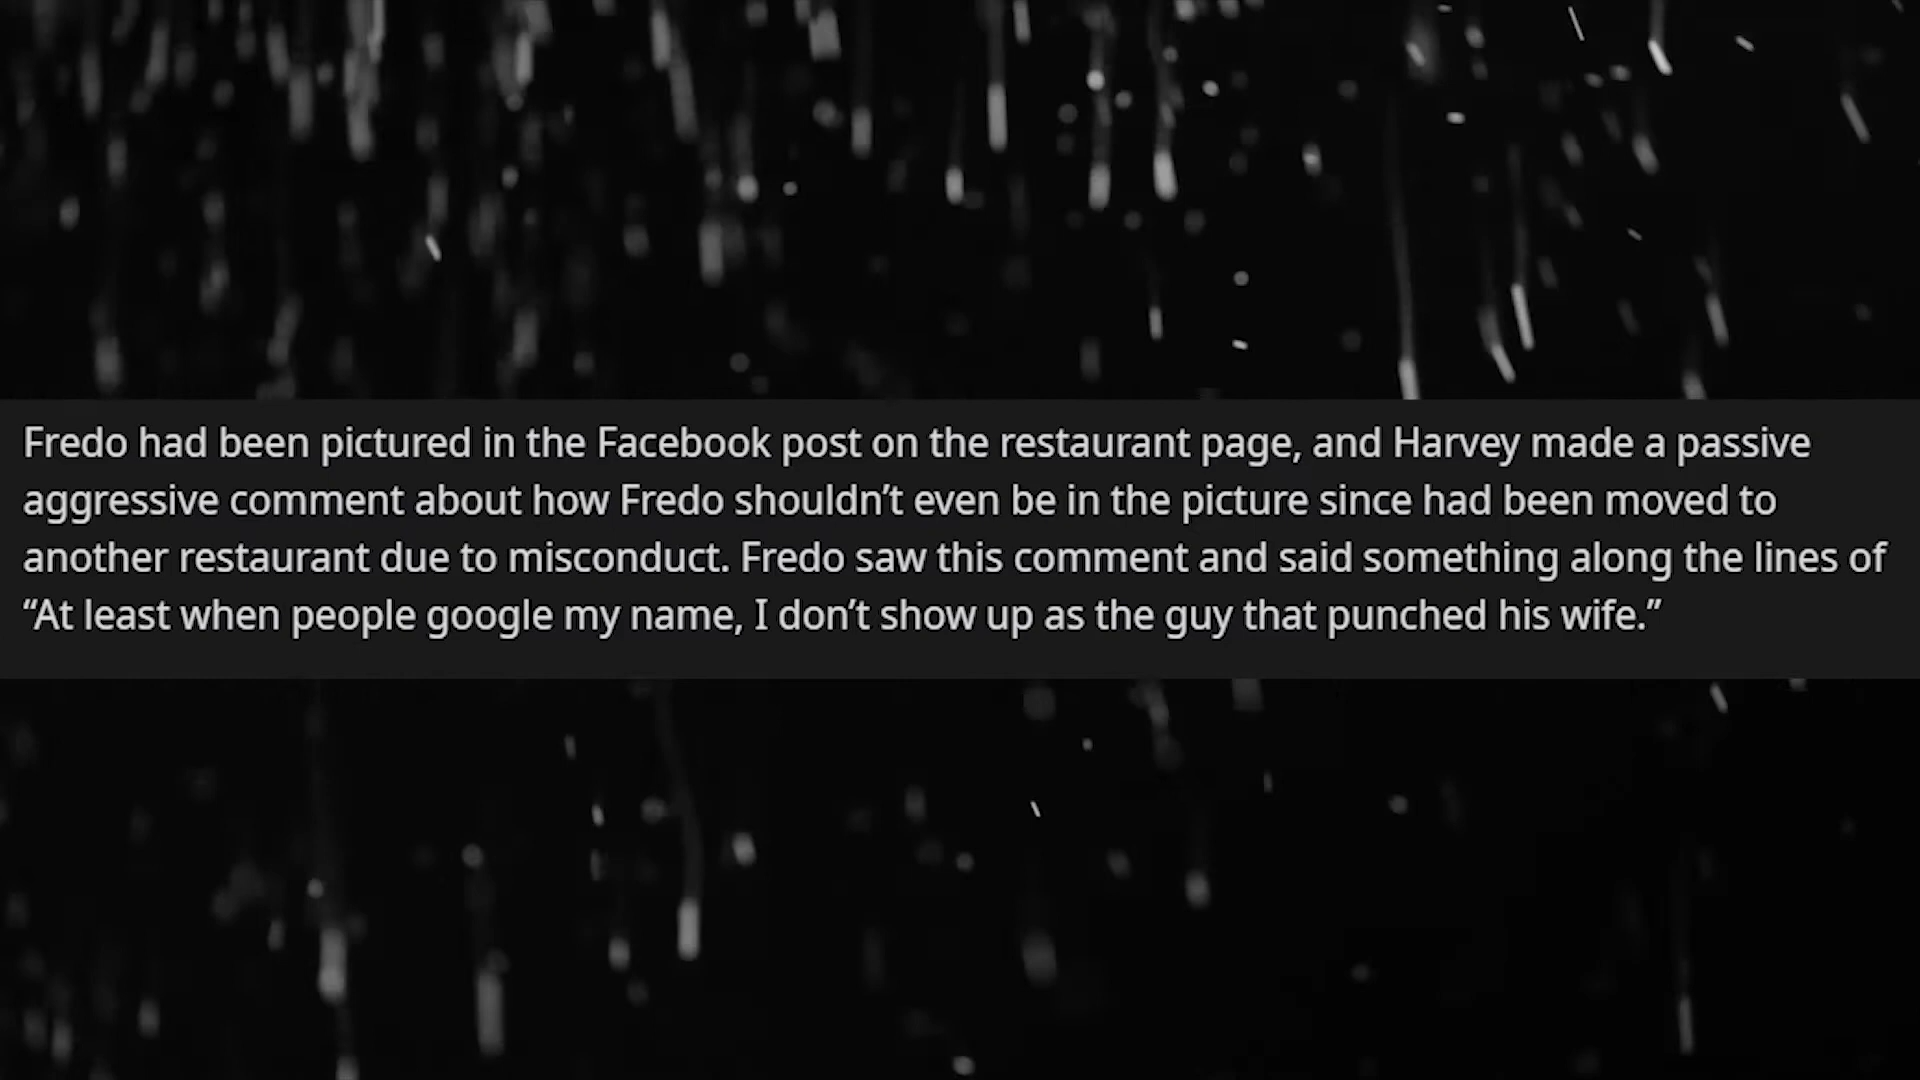 Fredo had been pictured in the Facebook post on the restaurant page, and Harvey made a passive
aggressive comment about how Fredo shouldn’t even be in the picture since had been moved to
another restaurant due to misconduct. Fredo saw this comment and said something along the lines of
“At least when people google my name, I don’t show up as the guy that punched his wife.”